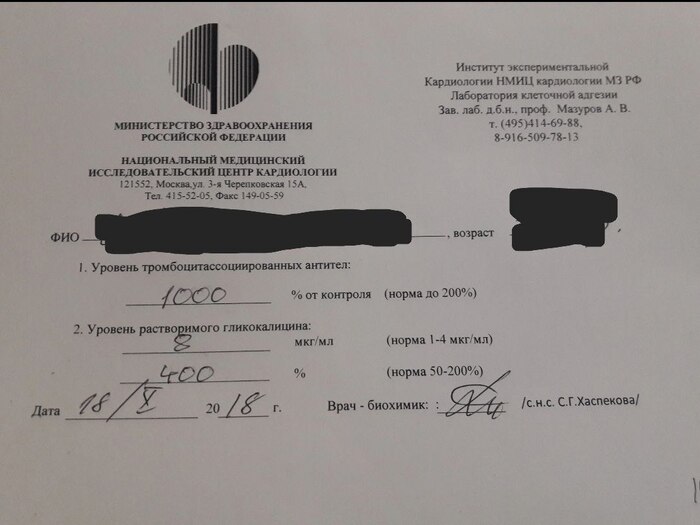 МИНИСТЕРСТВО ЗДРАВООХРАНЕНИЯ
РОССИЙСКОЙ ФЕДЕРАЦИИ
НАЦИОНАЛЬНЫЙ МЕДИЦИНСКИЙ
ИССЛЕДОВАТЕЛЬСКИЙ ЦЕНТР КАРДИОЛОГИИ
121552, Москва,ул. 3-я Черепковская 15А,
Тел. 415-52-05, Факс 149-05-59
Институт экспериментальной
Кардиологии НМИЦ кардиологии МЗ РФ
Лаборатория клеточной адгезии
Зав. лаб. д.б.н., проф. Мазуров А. В.
т. (495)414-69-88,
8-916-509-78-13
ФИО , возраст
1. Уровень тромбоцитассоциированных антител:
1000 % от контроля (норма до 200%)
2. Уровень растворимого гликокалицина:
8 мкг/мл (норма 1-4 мкг/мл)
400 % (норма 50-200%)
Дата 18/X 2018 г. Врач - биохимик: : /с.н.с. С.Г.Хаспекова/